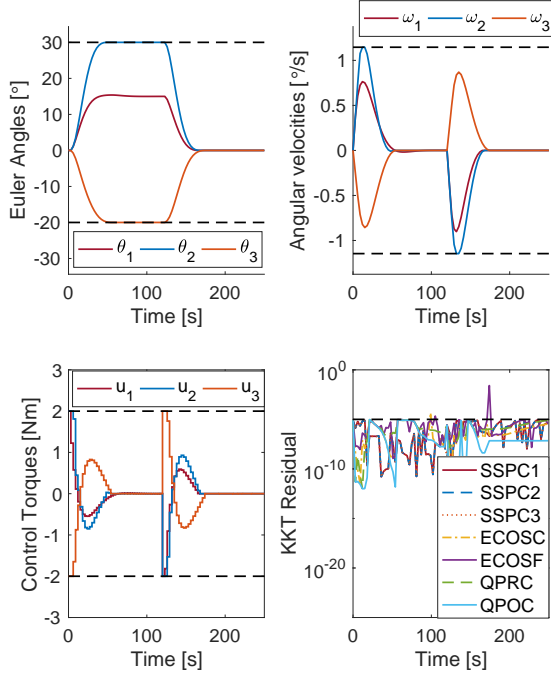 Euler Angles [°]
30
20
10
0
-10
-20
-30
θ1 θ2 θ3
0 100 200
Time [s]
Angular velocities [°/s]
ω1 ω2 ω3
1
0.5
0
-0.5
-1
0 100 200
Time [s]
Control Torques [Nm]
3
2
1
0
-1
-2
-3
u1 u2 u3
0 100 200
Time [s]
KKT Residual
10^0
10^-10
10^-20
SSPC1
SSPC2
SSPC3
ECOSC
ECOSF
QPRC
QPOC
0 100 200
Time [s]